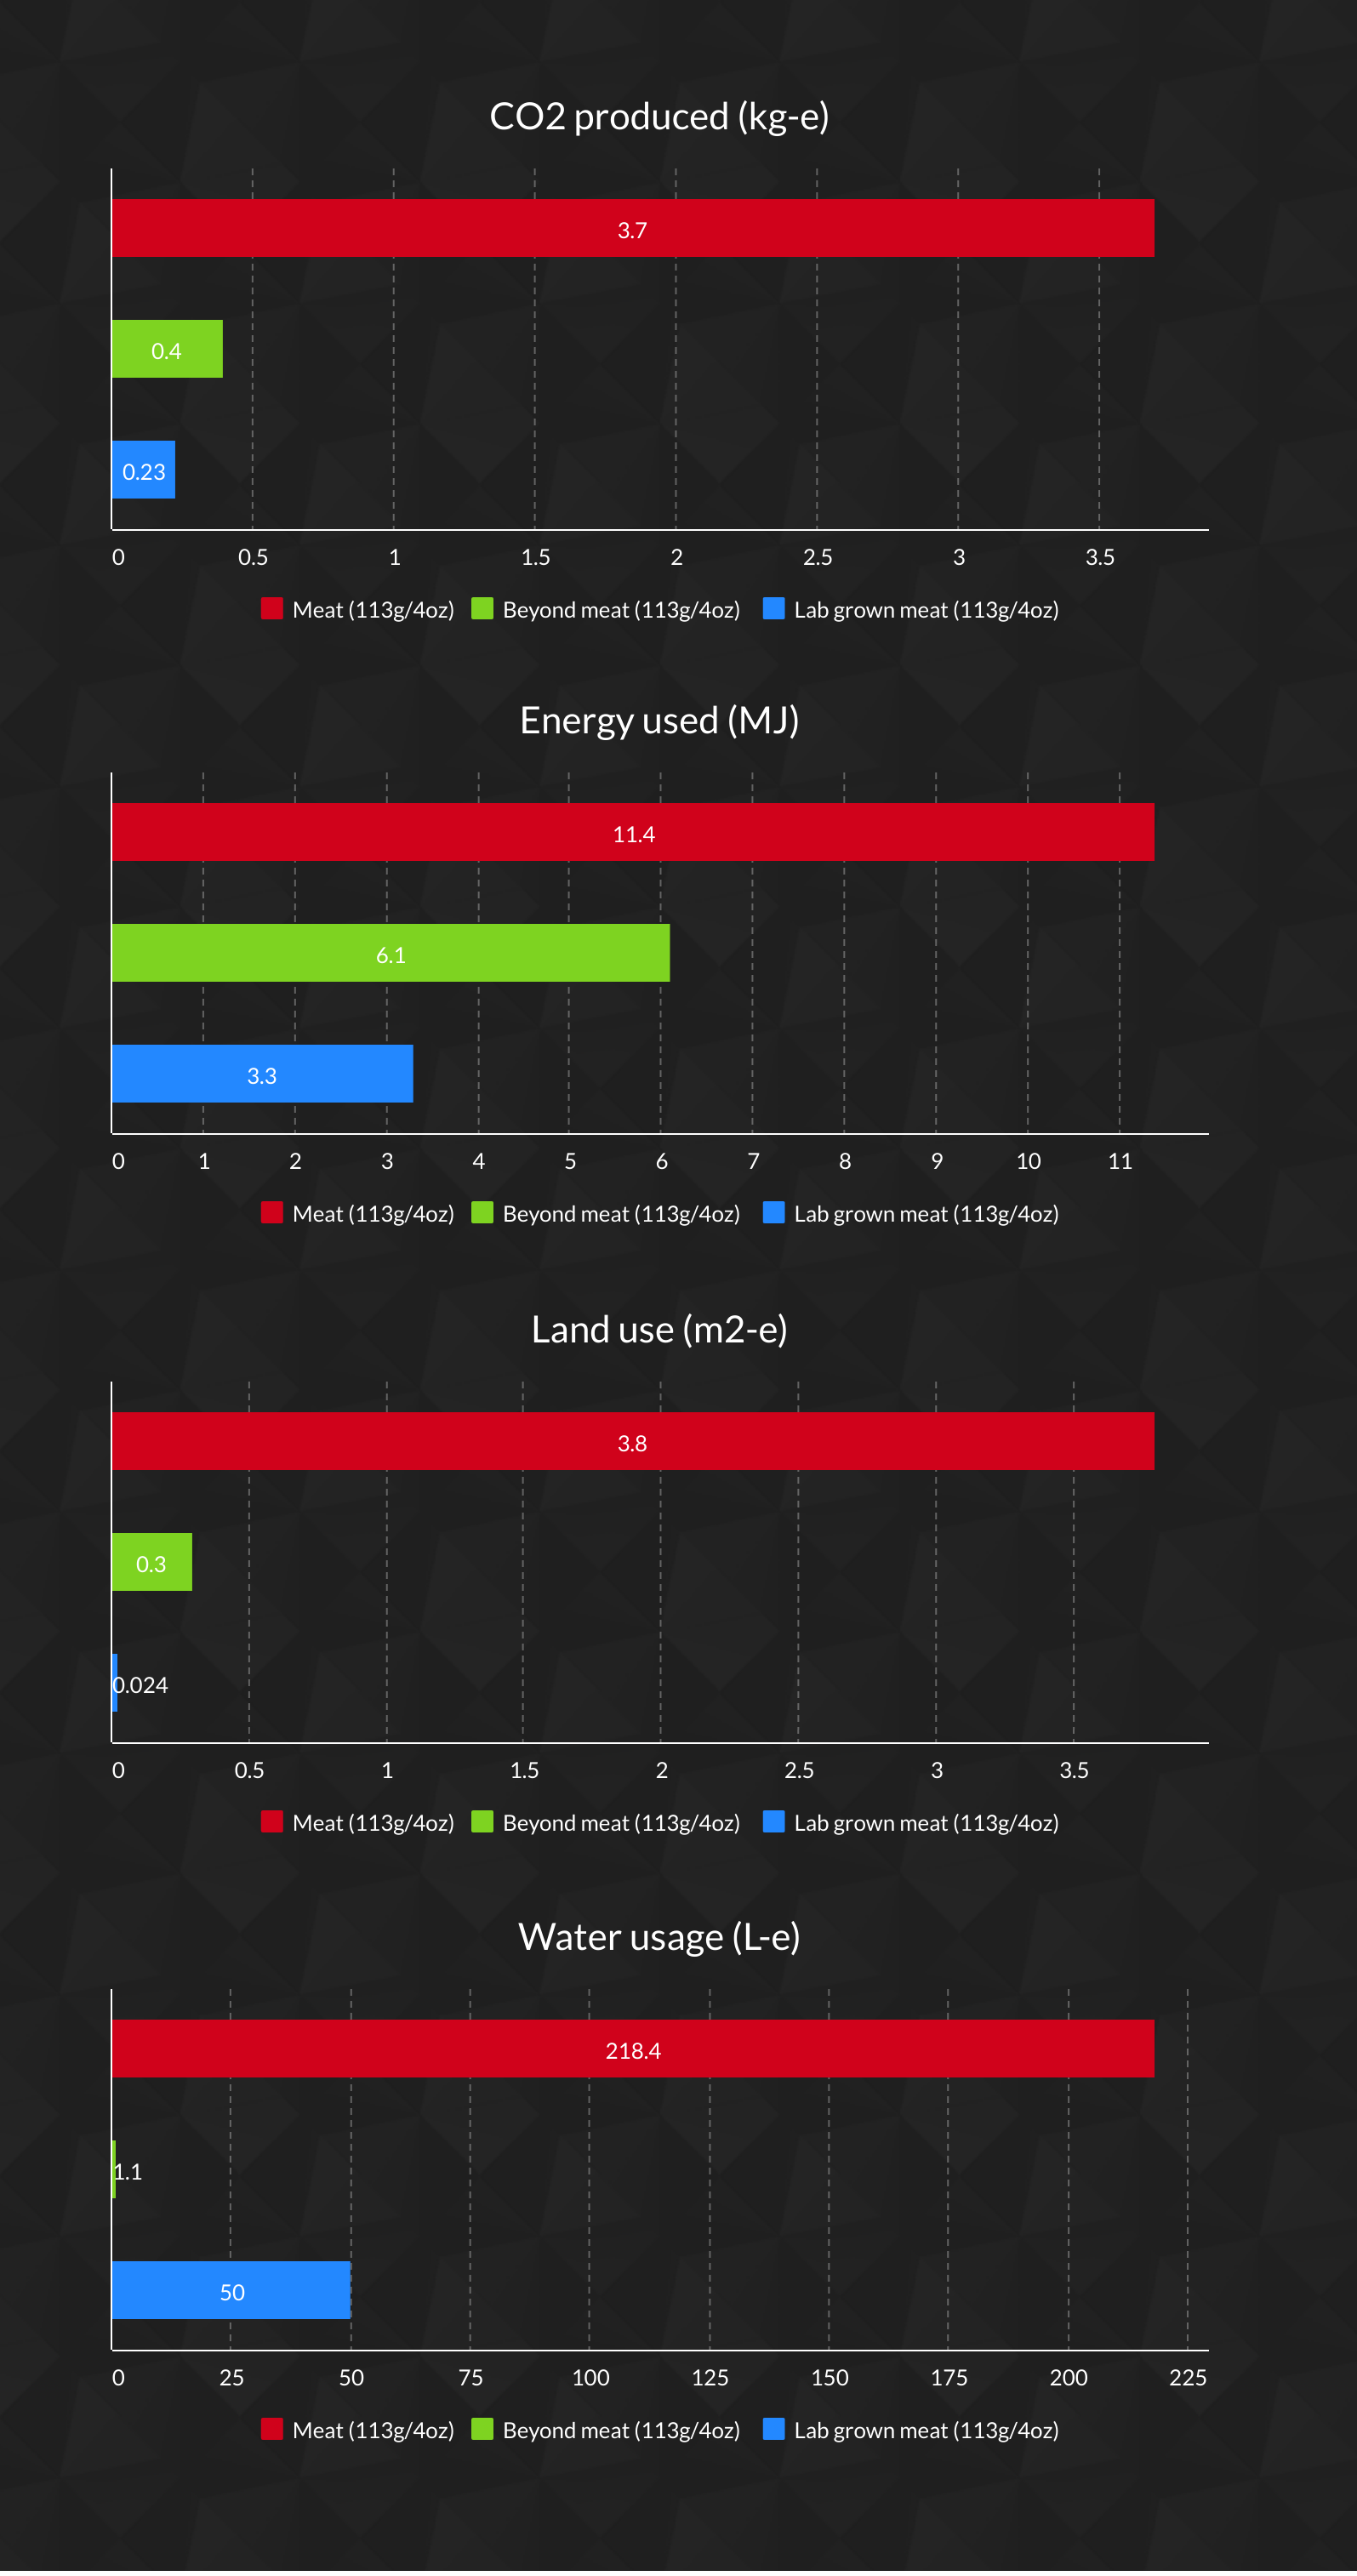 CO2 produced (kg-e)
3.7
0.4
0.23
0 0.5 1 1.5 2 2.5 3 3.5
Meat (113g/4oz) Beyond meat (113g/4oz) Lab grown meat (113g/4oz)
Energy used (MJ)
11.4
6.1
3.3
0 1 2 3 4 5 6 7 8 9 10 11
Meat (113g/4oz) Beyond meat (113g/4oz) Lab grown meat (113g/4oz)
Land use (m2-e)
3.8
0.3
0.024
0 0.5 1 1.5 2 2.5 3 3.5
Meat (113g/4oz) Beyond meat (113g/4oz) Lab grown meat (113g/4oz)
Water usage (L-e)
218.4
1.1
50
0 25 50 75 100 125 150 175 200 225
Meat (113g/4oz) Beyond meat (113g/4oz) Lab grown meat (113g/4oz)